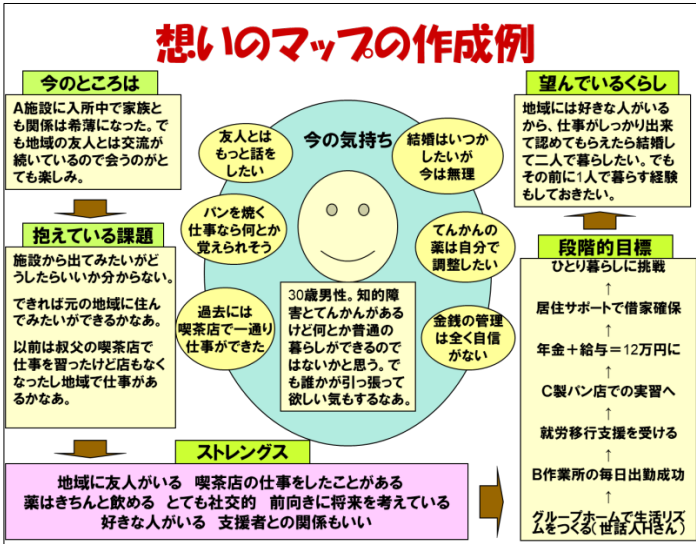 想いのマップの作成例
今のところは
A施設に入所中で家族と
も関係は希薄になった。で
も地域の友人とは交流が
続いているので会うのがと
ても楽しみ。
抱えている課題
施設から出てみたいがど
うしたらいいか分からない。
できれば元の地域に住ん
でみたいができるかなあ。
以前は叔父の喫茶店で
仕事を習ったけど店もなく
なったし地域で仕事があ
るかなあ。
今の気持ち
友人とは
もっと話を
したい
パンを焼く
仕事なら何とか
覚えられそう
過去には
喫茶店で一通り
仕事ができた
結婚はいつか
したいが
今は無理
てんかんの
薬は自分で
調整したい
金銭の管理
は全く自信
がない
30歳男性。知的障
害とてんかんがある
けど何とか普通の
暮らしができるので
はないかと思う。で
も誰かが引っ張って
欲しい気もするなあ。
ストレングス
地域に友人がいる 喫茶店の仕事をしたことがある
薬はきちんと飲める とても社交的 前向きに将来を考えている
好きな人がいる 支援者との関係もいい
望んでいるくらし
地域には好きな人がいる
から、仕事がしっかり出来
て認めてもらえたら結婚し
て二人で暮らしたい。でも
その前に1人で暮らす経験
もしておきたい。
段階的目標
ひとり暮らしに挑戦
↑
居住サポートで借家確保
↑
年金+給与=12万円に
↑
C製パン店での実習へ
↑
就労移行支援を受ける
↑
B作業所の毎日出勤成功
↑
グループホームで生活リズ
ムをつくる(世話人Hさん)